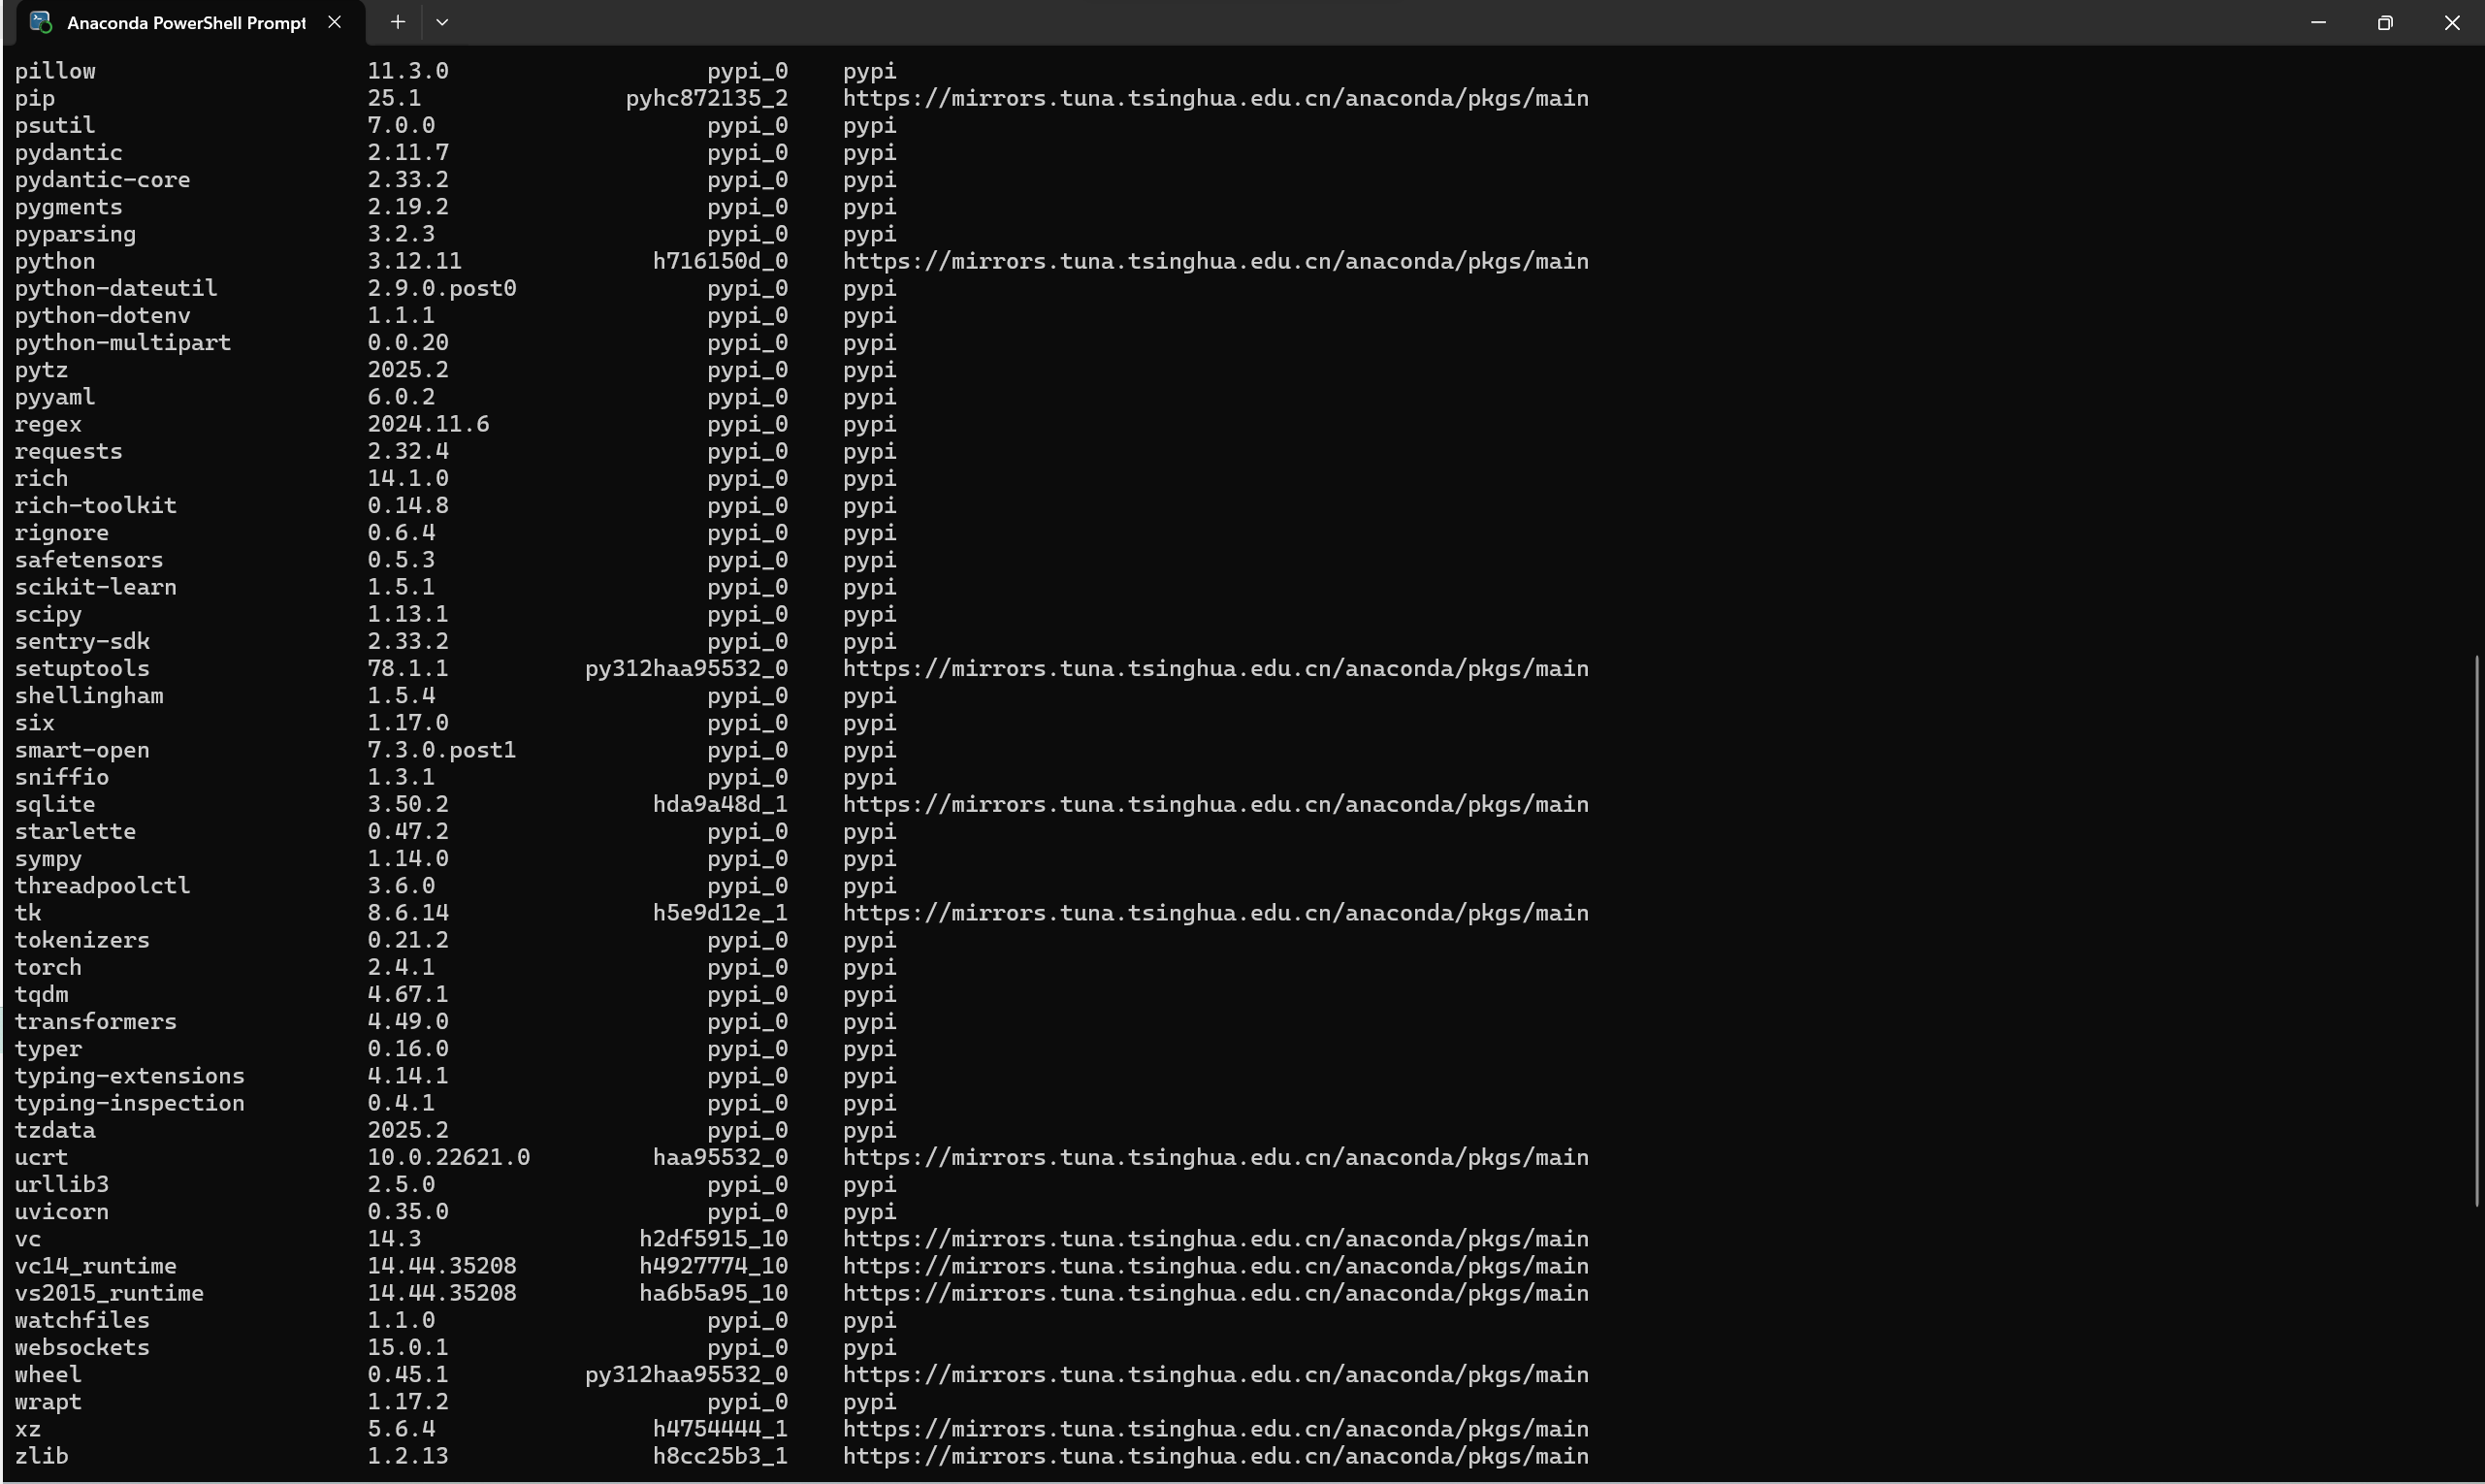 Anaconda PowerShell Prompt
pillow 11.3.0 pypi_0 pypi
pip 25.1 pyhc872135_2 https://mirrors.tuna.tsinghua.edu.cn/anaconda/pkgs/main
psutil 7.0.0 pypi_0 pypi
pydantic 2.11.7 pypi_0 pypi
pydantic-core 2.33.2 pypi_0 pypi
pygments 2.19.2 pypi_0 pypi
pyparsing 3.2.3 pypi_0 pypi
python 3.12.11 h716150d_0 https://mirrors.tuna.tsinghua.edu.cn/anaconda/pkgs/main
python-dateutil 2.9.0.post0 pypi_0 pypi
python-dotenv 1.1.1 pypi_0 pypi
python-multipart 0.0.20 pypi_0 pypi
pytz 2025.2 pypi_0 pypi
pyyaml 6.0.2 pypi_0 pypi
regex 2024.11.6 pypi_0 pypi
requests 2.32.4 pypi_0 pypi
rich 14.1.0 pypi_0 pypi
rich-toolkit 0.14.8 pypi_0 pypi
rignore 0.6.4 pypi_0 pypi
safetensors 0.5.3 pypi_0 pypi
scikit-learn 1.5.1 pypi_0 pypi
scipy 1.13.1 pypi_0 pypi
sentry-sdk 2.33.2 pypi_0 pypi
setuptools 78.1.1 py312haa95532_0 https://mirrors.tuna.tsinghua.edu.cn/anaconda/pkgs/main
shellingham 1.5.4 pypi_0 pypi
six 1.17.0 pypi_0 pypi
smart-open 7.3.0.post1 pypi_0 pypi
sniffio 1.3.1 pypi_0 pypi
sqlite 3.50.2 hda9a48d_1 https://mirrors.tuna.tsinghua.edu.cn/anaconda/pkgs/main
starlette 0.47.2 pypi_0 pypi
sympy 1.14.0 pypi_0 pypi
threadpoolctl 3.6.0 pypi_0 pypi
tk 8.6.14 h5e9d12e_1 https://mirrors.tuna.tsinghua.edu.cn/anaconda/pkgs/main
tokenizers 0.21.2 pypi_0 pypi
torch 2.4.1 pypi_0 pypi
tqdm 4.67.1 pypi_0 pypi
transformers 4.49.0 pypi_0 pypi
typer 0.16.0 pypi_0 pypi
typing-extensions 4.14.1 pypi_0 pypi
typing-inspection 0.4.1 pypi_0 pypi
tzdata 2025.2 pypi_0 pypi
ucrt 10.0.22621.0 haa95532_0 https://mirrors.tuna.tsinghua.edu.cn/anaconda/pkgs/main
urllib3 2.5.0 pypi_0 pypi
uvicorn 0.35.0 pypi_0 pypi
vc 14.3 h2df5915_10 https://mirrors.tuna.tsinghua.edu.cn/anaconda/pkgs/main
vc14_runtime 14.44.35208 h4927774_10 https://mirrors.tuna.tsinghua.edu.cn/anaconda/pkgs/main
vs2015_runtime 14.44.35208 ha6b5a95_10 https://mirrors.tuna.tsinghua.edu.cn/anaconda/pkgs/main
watchfiles 1.1.0 pypi_0 pypi
websockets 15.0.1 pypi_0 pypi
wheel 0.45.1 py312haa95532_0 https://mirrors.tuna.tsinghua.edu.cn/anaconda/pkgs/main
wrapt 1.17.2 pypi_0 pypi
xz 5.6.4 h4754444_1 https://mirrors.tuna.tsinghua.edu.cn/anaconda/pkgs/main
zlib 1.2.13 h8cc25b3_1 https://mirrors.tuna.tsinghua.edu.cn/anaconda/pkgs/main